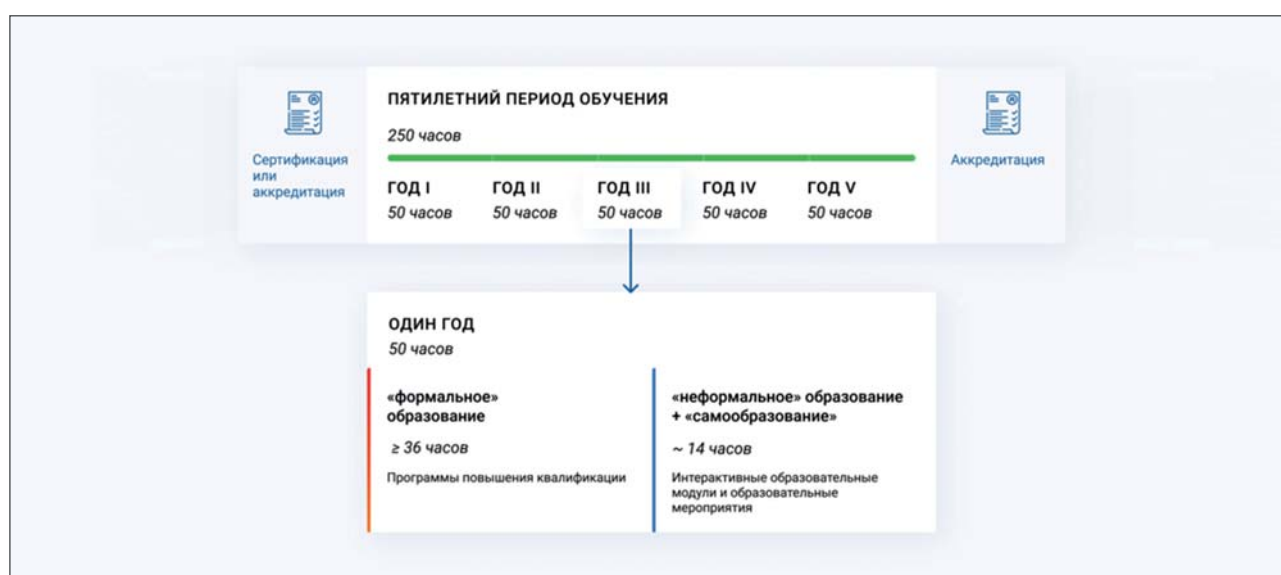 Сертификация
или
аккредитация
ПЯТИЛЕТНИЙ ПЕРИОД ОБУЧЕНИЯ
250 часов
ГОД I ГОД II ГОД III ГОД IV ГОД V
50 часов 50 часов 50 часов 50 часов 50 часов
Аккредитация
ОДИН ГОД
50 часов
«формальное»
образование
≥ 36 часов
Программы повышения квалификации
«неформальное» образование
+ «самообразование»
~ 14 часов
Интерактивные образовательные
модули и образовательные
мероприятия